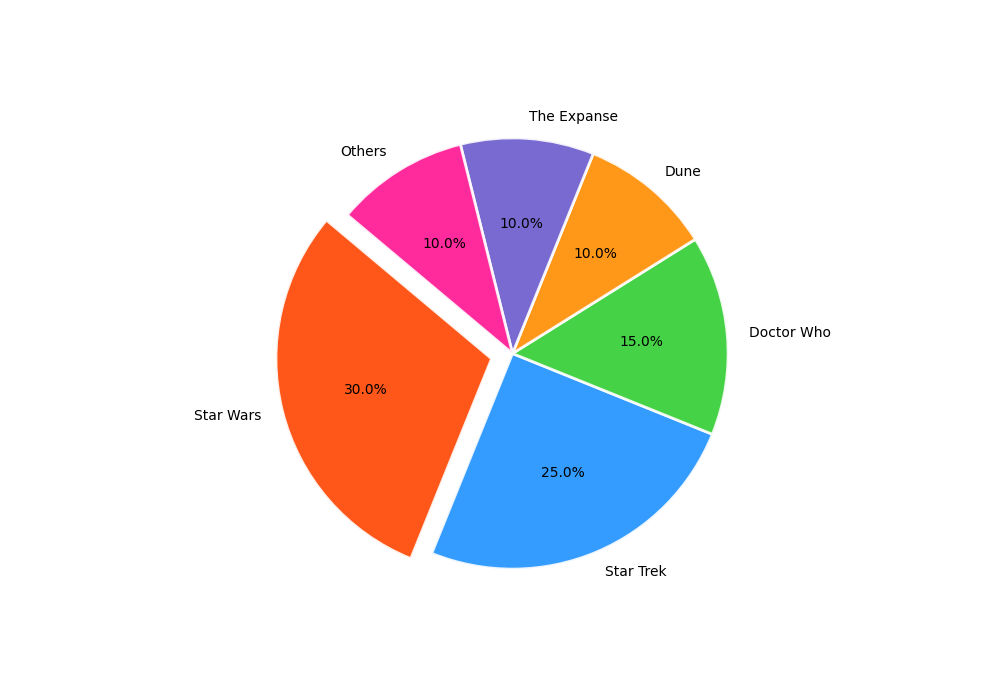 The Expanse
Others
Dune
10.0%
10.0%
10.0%
Doctor Who
15.0%
30.0%
Star Wars
25.0%
Star Trek